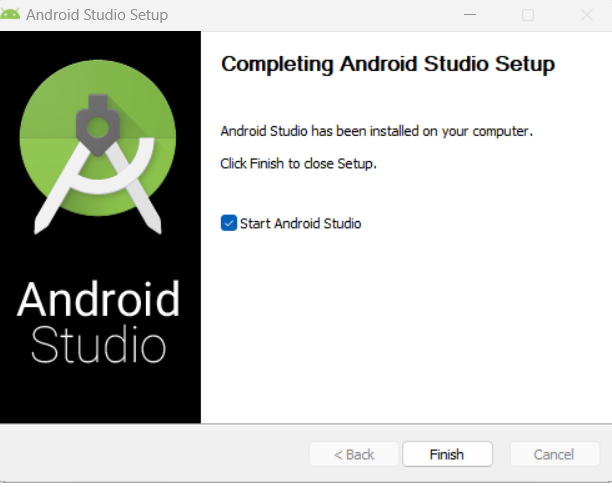 Android Studio Setup
Completing Android Studio Setup
Android Studio has been installed on your computer.
Click Finish to close Setup.
Start Android Studio
Android
Studio
< Back
Finish
Cancel